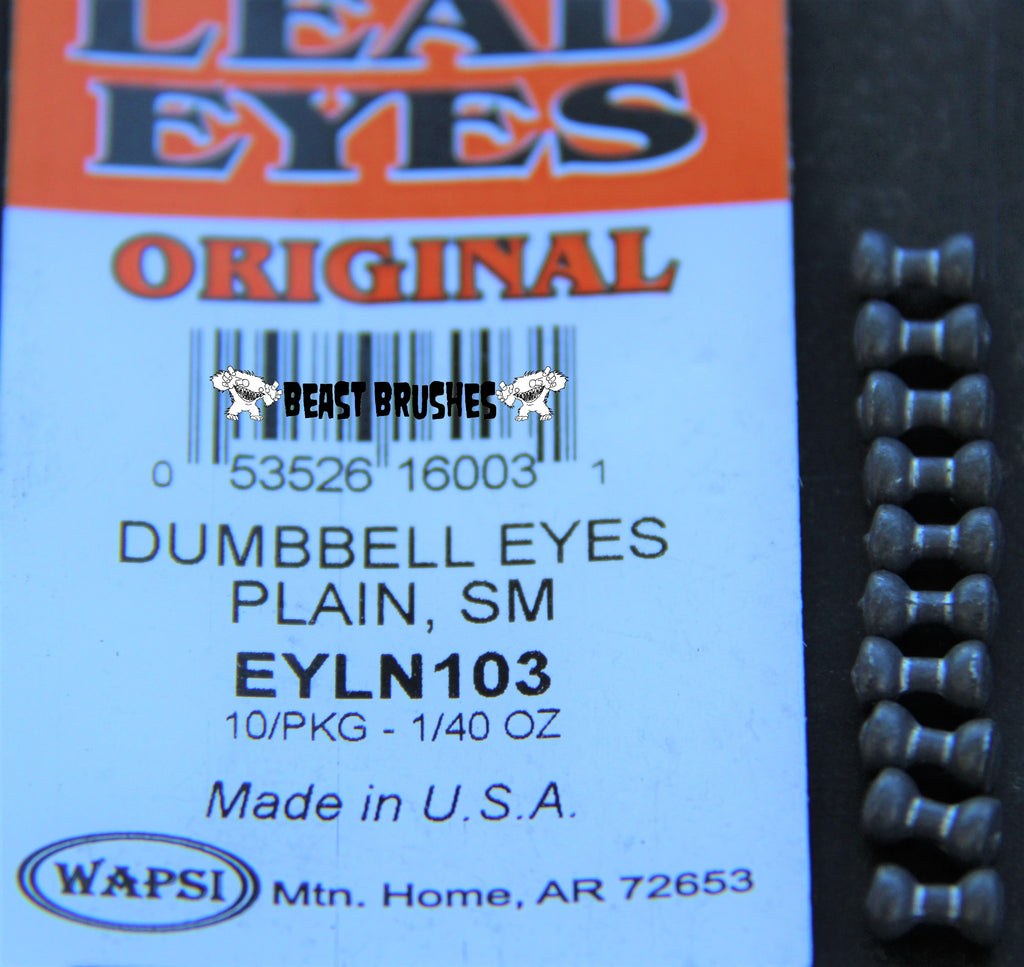 LEAD
EYES
ORIGINAL
BEAST BRUSHES
0 53526 16003 1
DUMBBELL EYES
PLAIN, SM
EYLN103
10/PKG - 1/40 OZ
Made in U.S.A.
WAPSI Mtn. Home, AR 72653